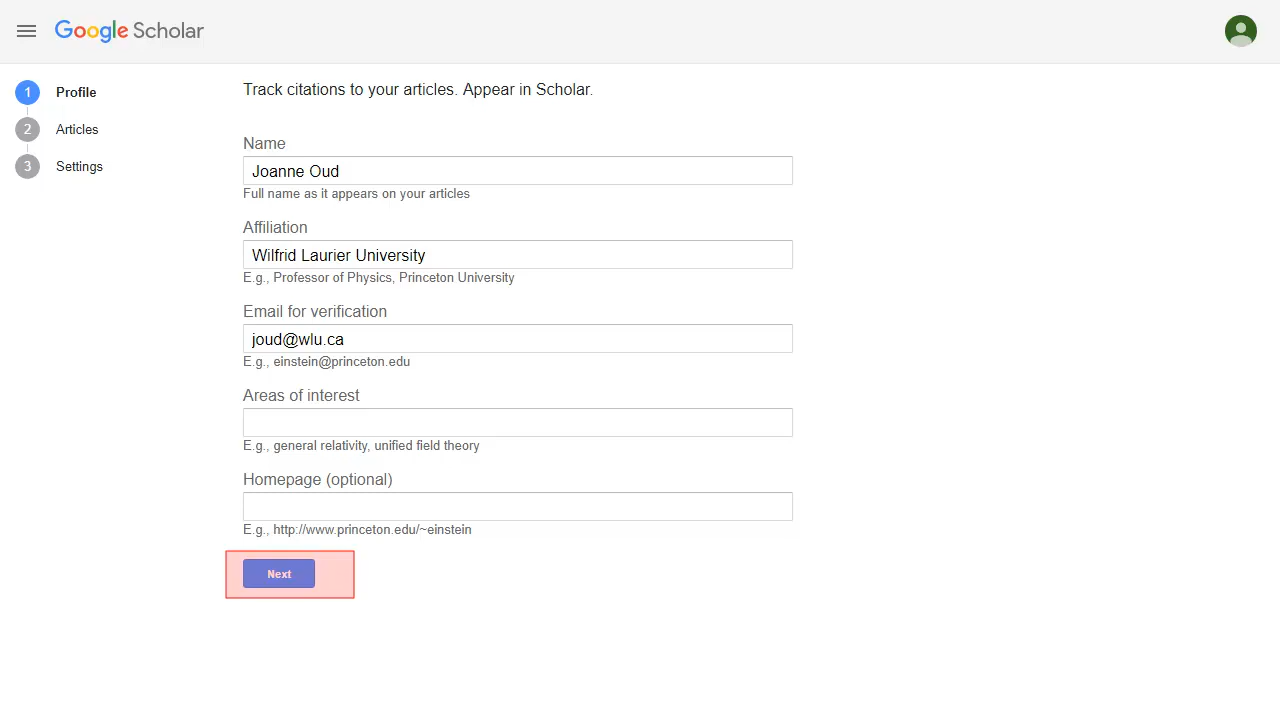 Google Scholar
1 Profile
2 Articles
3 Settings
Track citations to your articles. Appear in Scholar.
Name
Joanne Oud
Full name as it appears on your articles
Affiliation
Wilfrid Laurier University
E.g., Professor of Physics, Princeton University
Email for verification
joud@wlu.ca
E.g., einstein@princeton.edu
Areas of interest
E.g., general relativity, unified field theory
Homepage (optional)
E.g., http://www.princeton.edu/~einstein
Next